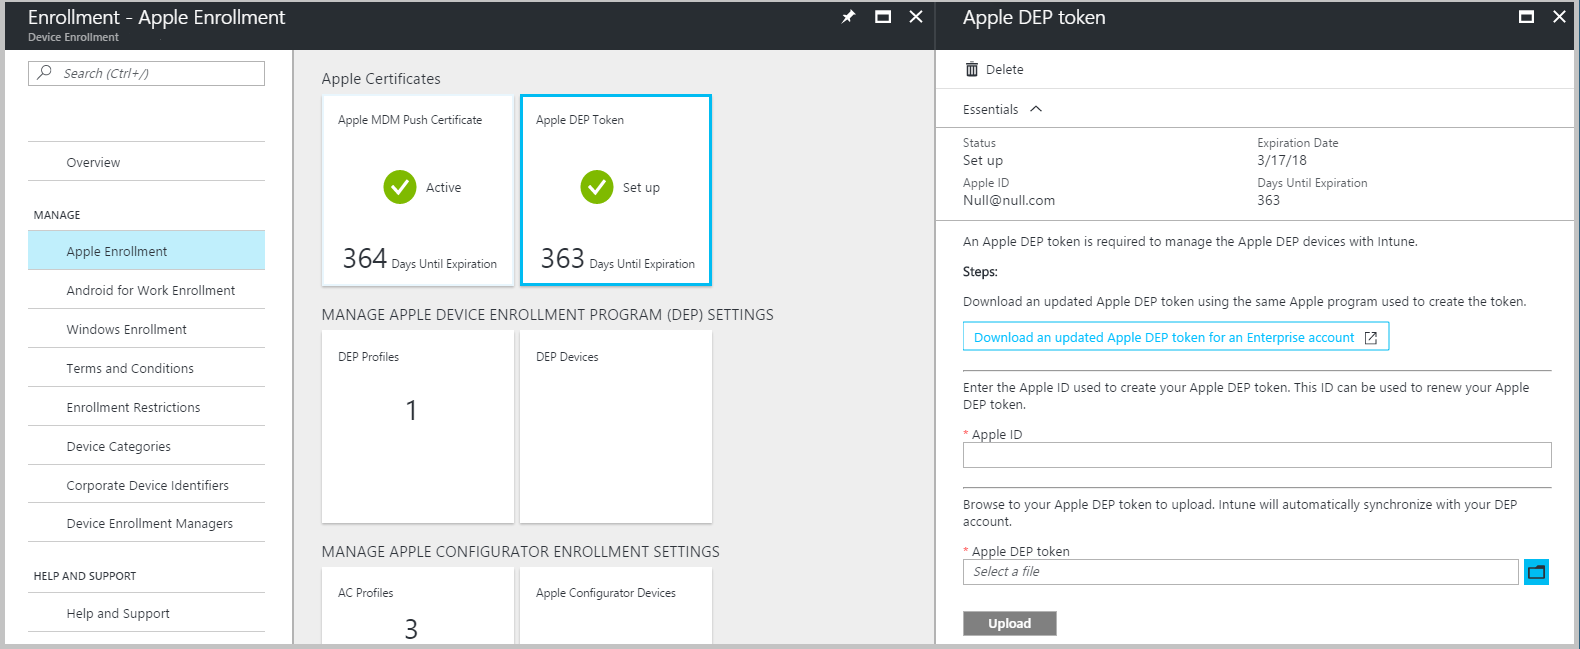 Enrollment - Apple Enrollment
Device Enrollment
Search (Ctrl+/)
Overview
MANAGE
Apple Enrollment
Android for Work Enrollment
Windows Enrollment
Terms and Conditions
Enrollment Restrictions
Device Categories
Corporate Device Identifiers
Device Enrollment Managers
HELP AND SUPPORT
Help and Support
Apple Certificates
Apple MDM Push Certificate
Active
364 Days Until Expiration
Apple DEP Token
Set up
363 Days Until Expiration
MANAGE APPLE DEVICE ENROLLMENT PROGRAM (DEP) SETTINGS
DEP Profiles
1
DEP Devices
MANAGE APPLE CONFIGURATOR ENROLLMENT SETTINGS
AC Profiles
3
Apple Configurator Devices
Apple DEP token
Delete
Essentials
Status
Set up
Expiration Date
3/17/18
Apple ID
Null@null.com
Days Until Expiration
363
An Apple DEP token is required to manage the Apple DEP devices with Intune.
Steps:
Download an updated Apple DEP token using the same Apple program used to create the token.
Download an updated Apple DEP token for an Enterprise account
Enter the Apple ID used to create your Apple DEP token. This ID can be used to renew your Apple
DEP token.
* Apple ID
Browse to your Apple DEP token to upload. Intune will automatically synchronize with your DEP
account.
* Apple DEP token
Select a file
Upload